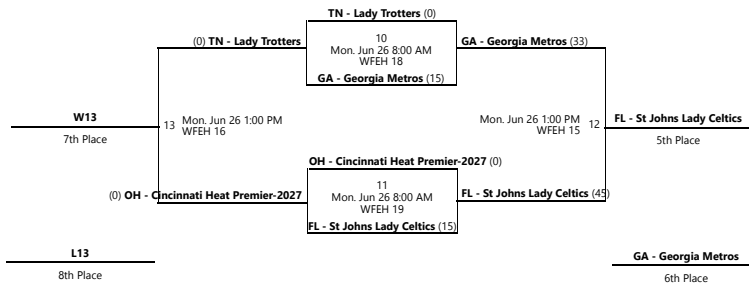 TN - Lady Trotters (0)
10
Mon. Jun 26 8:00 AM
WFEH 18
GA - Georgia Metros (15)
(0) TN - Lady Trotters
GA - Georgia Metros (33)
W13
7th Place
13 Mon. Jun 26 1:00 PM
WFEH 16
Mon. Jun 26 1:00 PM 12
WFEH 15
FL - St Johns Lady Celtics
5th Place
OH - Cincinnati Heat Premier-2027 (0)
11
Mon. Jun 26 8:00 AM
WFEH 19
FL - St Johns Lady Celtics (15)
(0) OH - Cincinnati Heat Premier-2027
FL - St Johns Lady Celtics (45)
L13
8th Place
GA - Georgia Metros
6th Place